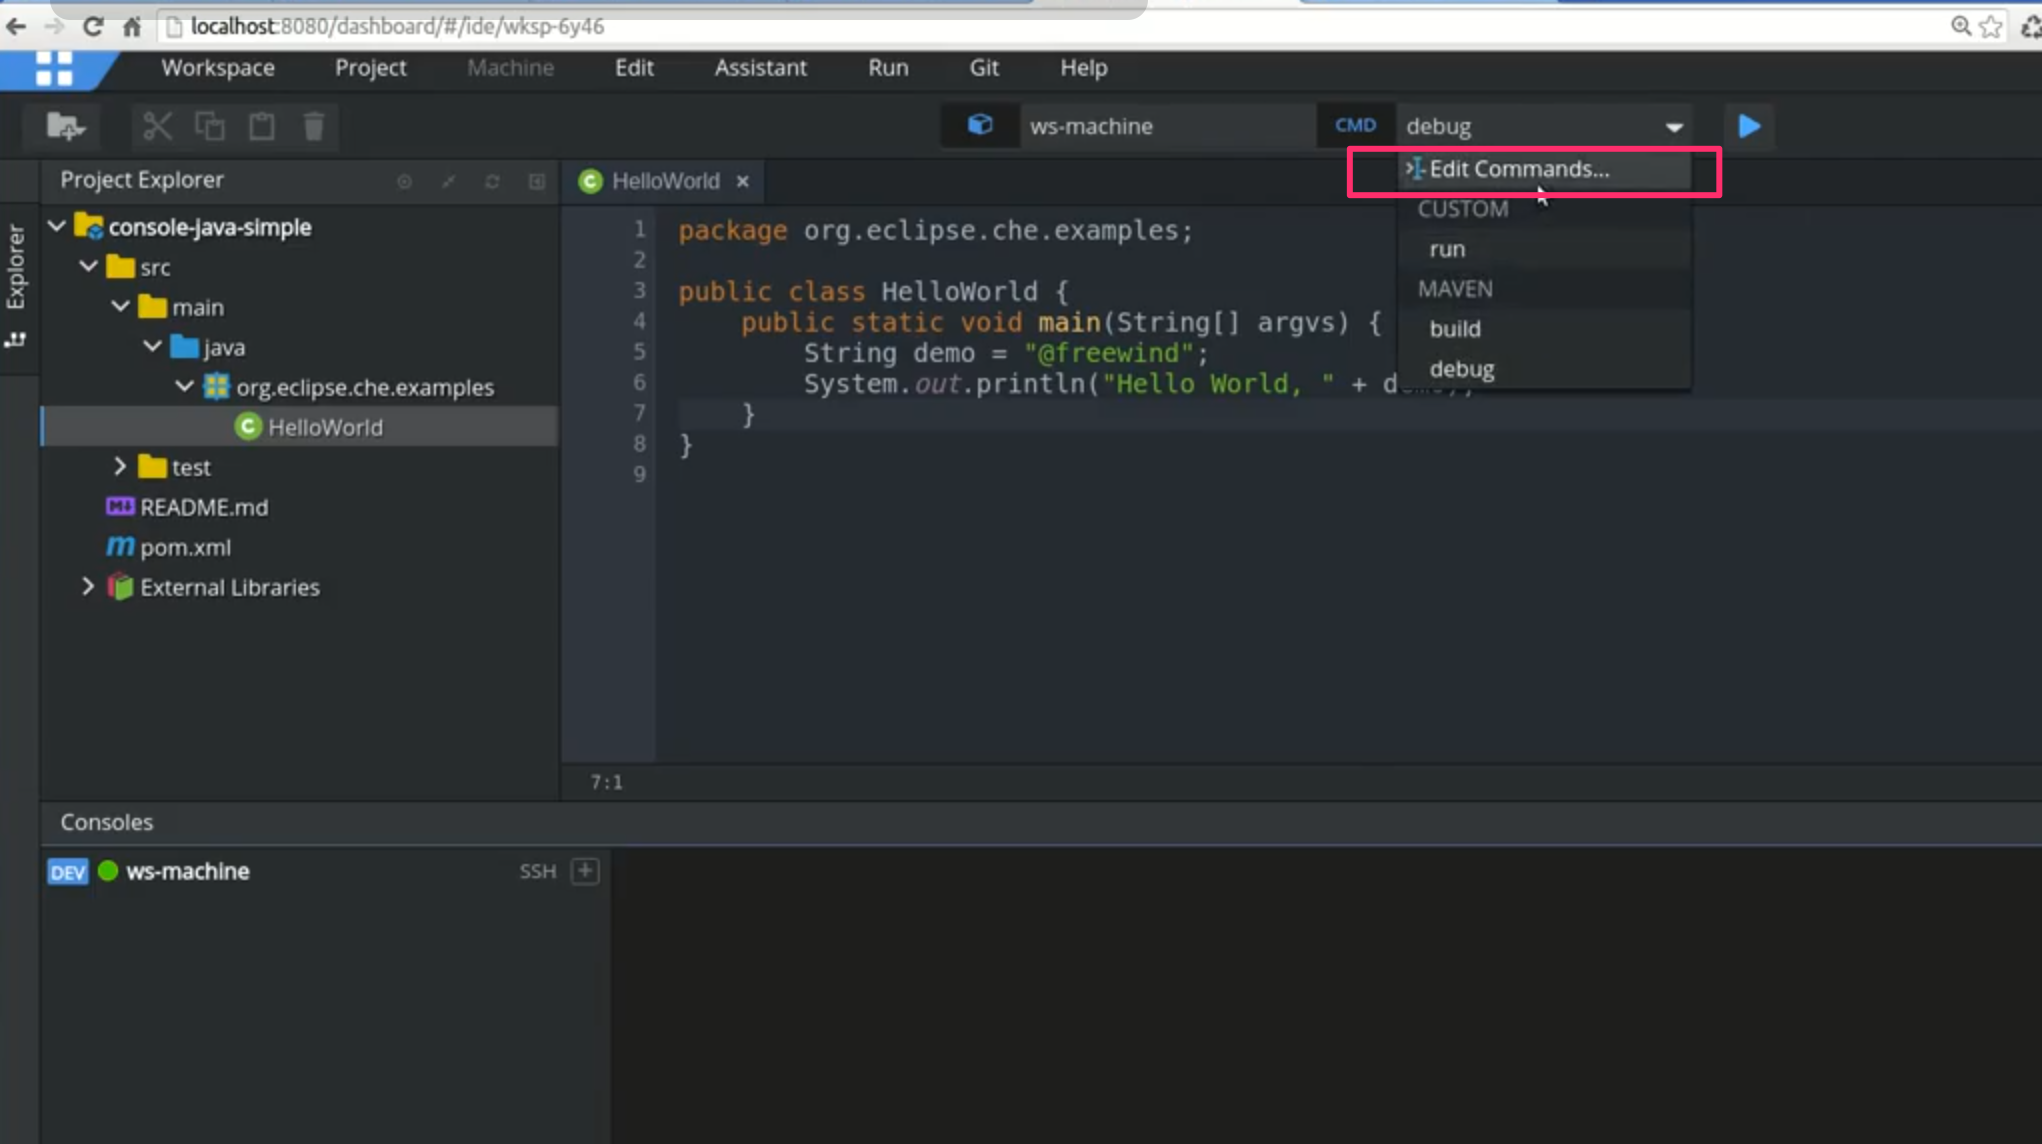 localhost:8080/dashboard/#/ide/wksp-6y46
Workspace Project Machine Edit Assistant Run Git Help
ws-machine CMD debug
Edit Commands...
CUSTOM
run
MAVEN
build
debug
Explorer
Project Explorer
console-java-simple
src
main
java
org.eclipse.che.examples
HelloWorld
test
README.md
pom.xml
External Libraries
HelloWorld ×
1 package org.eclipse.che.examples;
2
3 public class HelloWorld {
4 public static void main(String[] argvs) {
5 String demo = "@freewind";
6 System.out.println("Hello World, " + d
7 }
8 }
9
7:1
Consoles
DEV ws-machine SSH +